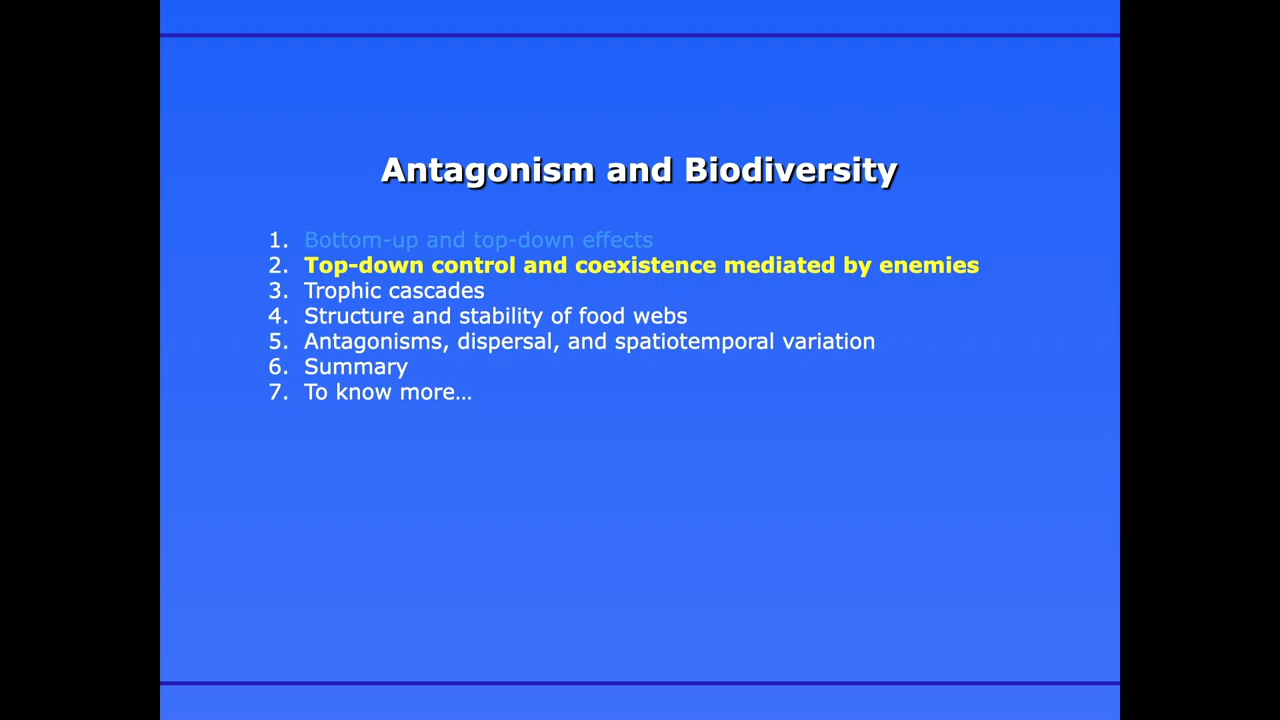 Antagonism and Biodiversity
1. Bottom-up and top-down effects
2. Top-down control and coexistence mediated by enemies
3. Trophic cascades
4. Structure and stability of food webs
5. Antagonisms, dispersal, and spatiotemporal variation
6. Summary
7. To know more…